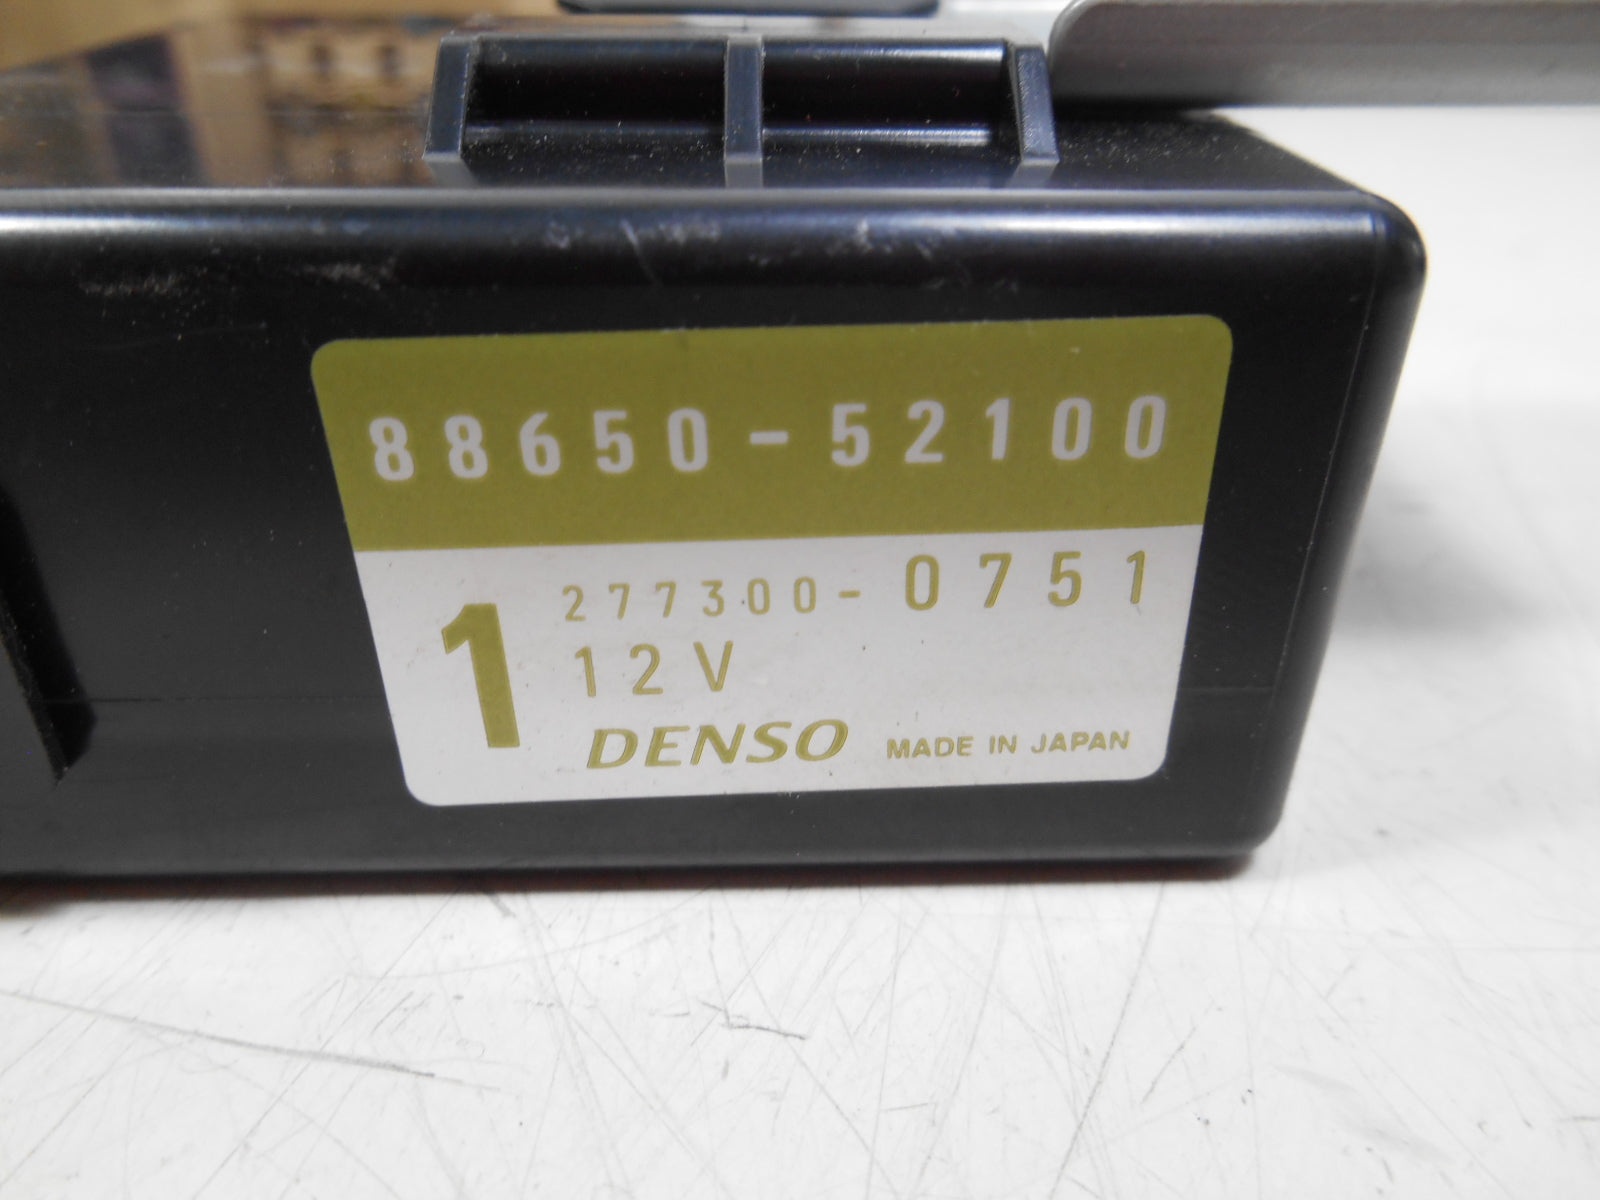 88650-52100
1
277300-0751
12V
DENSO MADE IN JAPAN